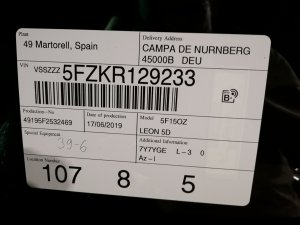 Plant
49 Martorell, Spain
Delivery Address
CAMPA DE NURNBERG
45000B DEU
VIN
VSSZZZ 5FZKR129233
Production-No
49195F2532469
Date of production
17/06/2019
Model
5F15OZ
LEON 5D
Special Equipment
39-6
7Y7YGE L-3 0
Az-I
Location Number
107 8 5